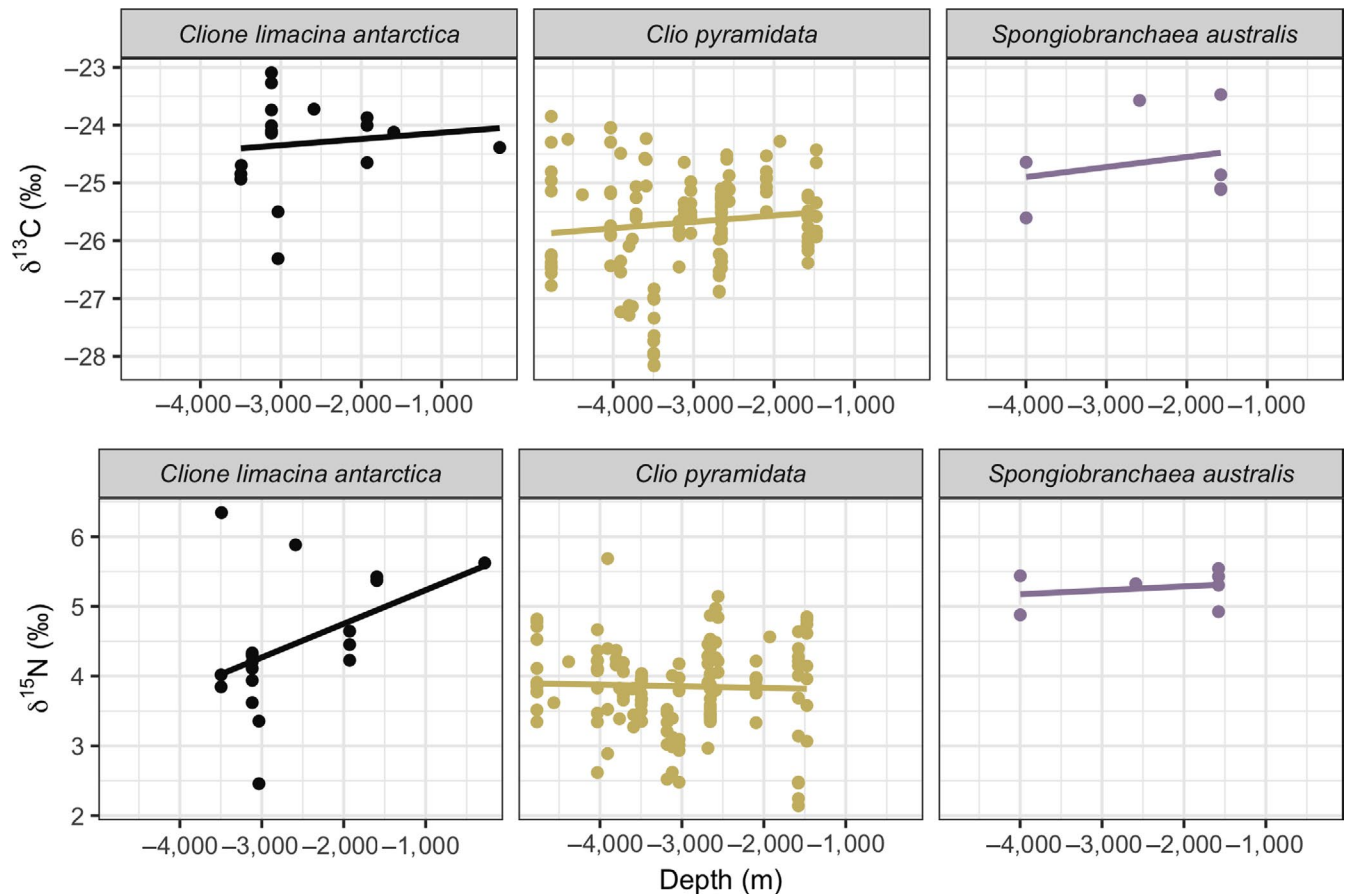 Clione limacina antarctica Clio pyramidata Spongiobranchaea australis
–23
–24
–25
–26
–27
–28
δ¹³C (‰)
–4,000 –3,000 –2,000 –1,000 –4,000 –3,000 –2,000 –1,000 –4,000 –3,000 –2,000 –1,000
Clione limacina antarctica Clio pyramidata Spongiobranchaea australis
6
5
4
3
2
δ¹⁵N (‰)
–4,000 –3,000 –2,000 –1,000 –4,000 –3,000 –2,000 –1,000 –4,000 –3,000 –2,000 –1,000
Depth (m)